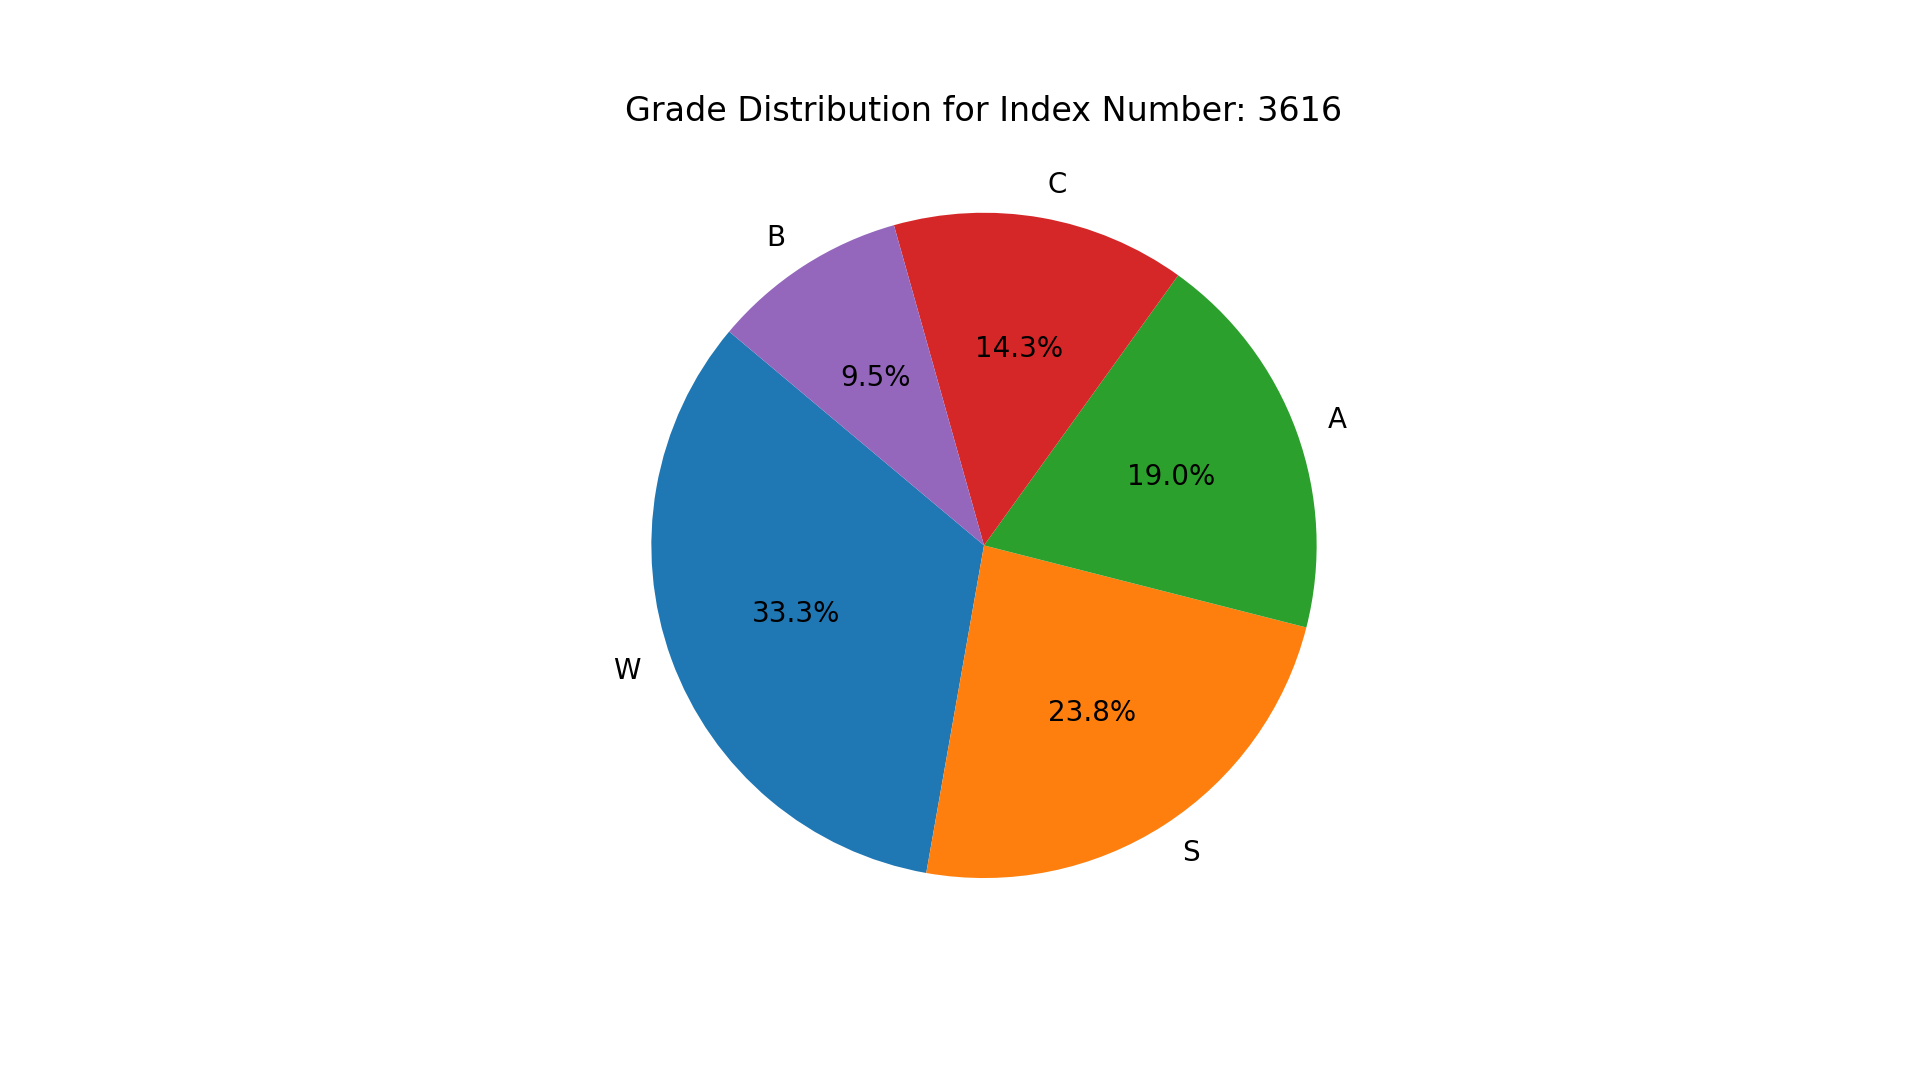 Grade Distribution for Index Number: 3616
C
B
14.3%
9.5%
A
19.0%
33.3%
W
23.8%
S